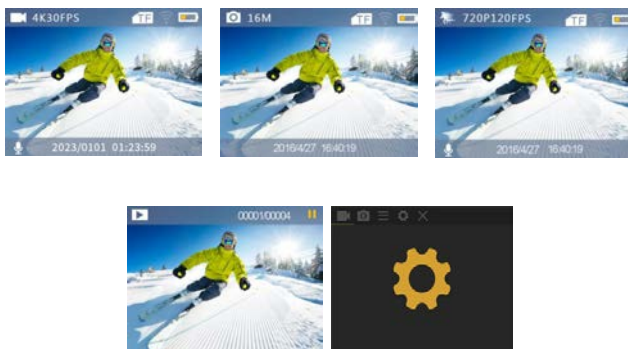 4K30FPS TF
2023/0101 01:23:59
16M TF
2016/4/27 16:40:19
720P120FPS TF
2016/4/27 16:40:19
00001/00004